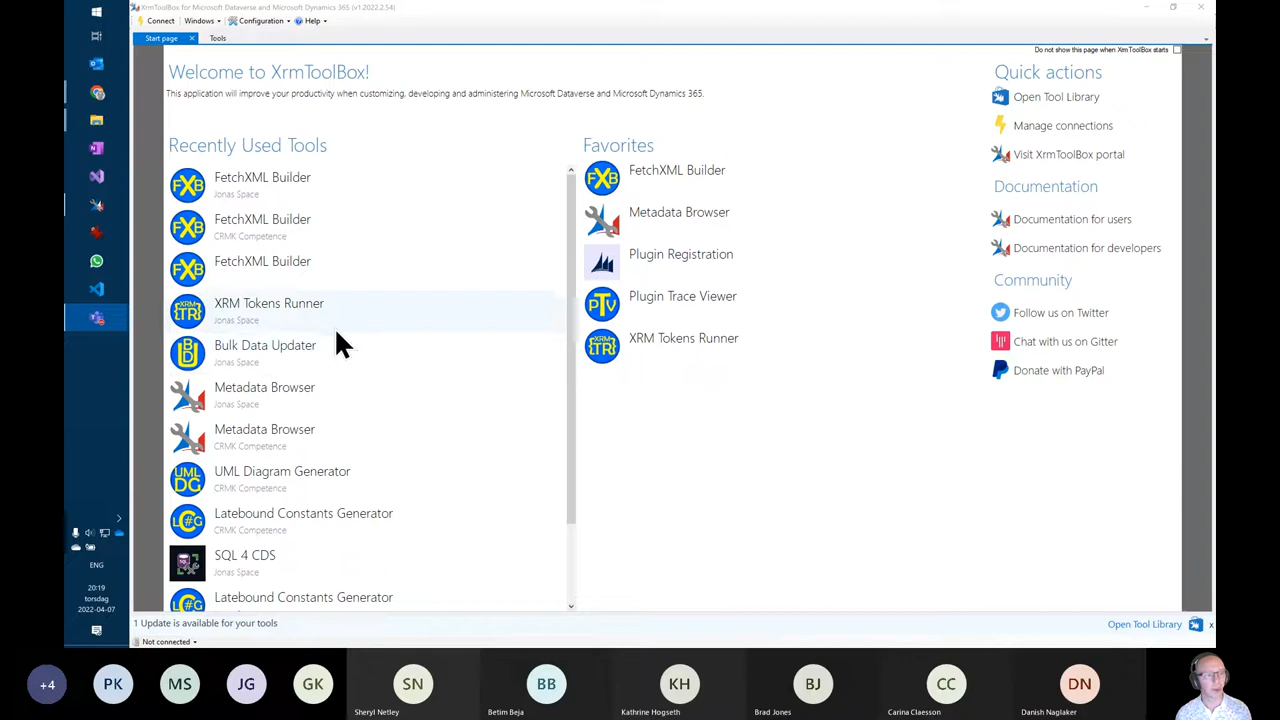 XrmToolBox for Microsoft Dataverse and Microsoft Dynamics 365 (v1.2022.2.54)
Connect Windows Configuration Help
Start page Tools
Do not show this page when XrmToolBox starts
Welcome to XrmToolBox!
This application will improve your productivity when customizing, developing and administering Microsoft Dataverse and Microsoft Dynamics 365.
Recently Used Tools
FetchXML Builder
Jonas Space
FetchXML Builder
CRMK Competence
FetchXML Builder
XRM Tokens Runner
Jonas Space
Bulk Data Updater
Jonas Space
Metadata Browser
Jonas Space
Metadata Browser
CRMK Competence
UML Diagram Generator
CRMK Competence
Latebound Constants Generator
CRMK Competence
SQL 4 CDS
Jonas Space
Latebound Constants Generator
Favorites
FetchXML Builder
Metadata Browser
Plugin Registration
Plugin Trace Viewer
XRM Tokens Runner
Quick actions
Open Tool Library
Manage connections
Visit XrmToolBox portal
Documentation
Documentation for users
Documentation for developers
Community
Follow us on Twitter
Chat with us on Gitter
Donate with PayPal
1 Update is available for your tools
Open Tool Library x
Not connected
ENG
20:19
torsdag
2022-04-07
+4 PK MS JG GK SN BB KH BJ CC DN
Sheryl Netley Betim Beja Kathrine Hogseth Brad Jones Carina Claesson Danish Naglaker